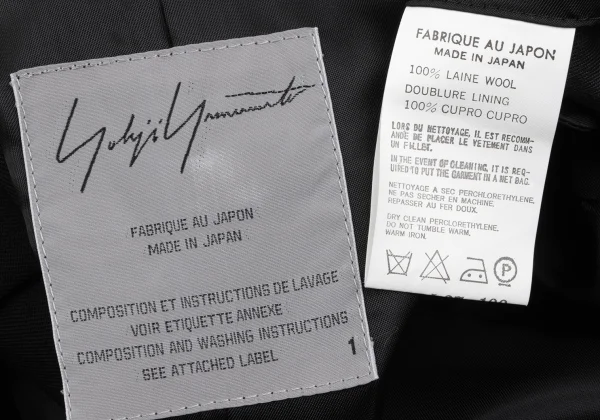 Yohji Yamamoto
FABRIQUE AU JAPON
MADE IN JAPAN
COMPOSITION ET INSTRUCTIONS DE LAVAGE
VOIR ETIQUETTE ANNEXE
COMPOSITION AND WASHING INSTRUCTIONS
SEE ATTACHED LABEL
1
FABRIQUE AU JAPON
MADE IN JAPAN
100% LAINE WOOL
DOUBLURE LINING
100% CUPRO CUPRO
LORS DU NETTOYAGE, IL EST RECOMM-
ANDE DE PLACER LE VETEMENT DANS
UN FILLET.
IN THE EVENT OF CLEANING, IT IS REQ-
UIRED TO PUT THE GARMENT IN A NET BAG.
NETTOYAGE A SEC PERCHLORETHYLENE,
NE PAS SECHER EN MACHINE,
REPASSER AU FER DOUX.
DRY CLEAN PERCLORETHYLENE,
DO NOT TUMBLE WARM,
WARM IRON.
P